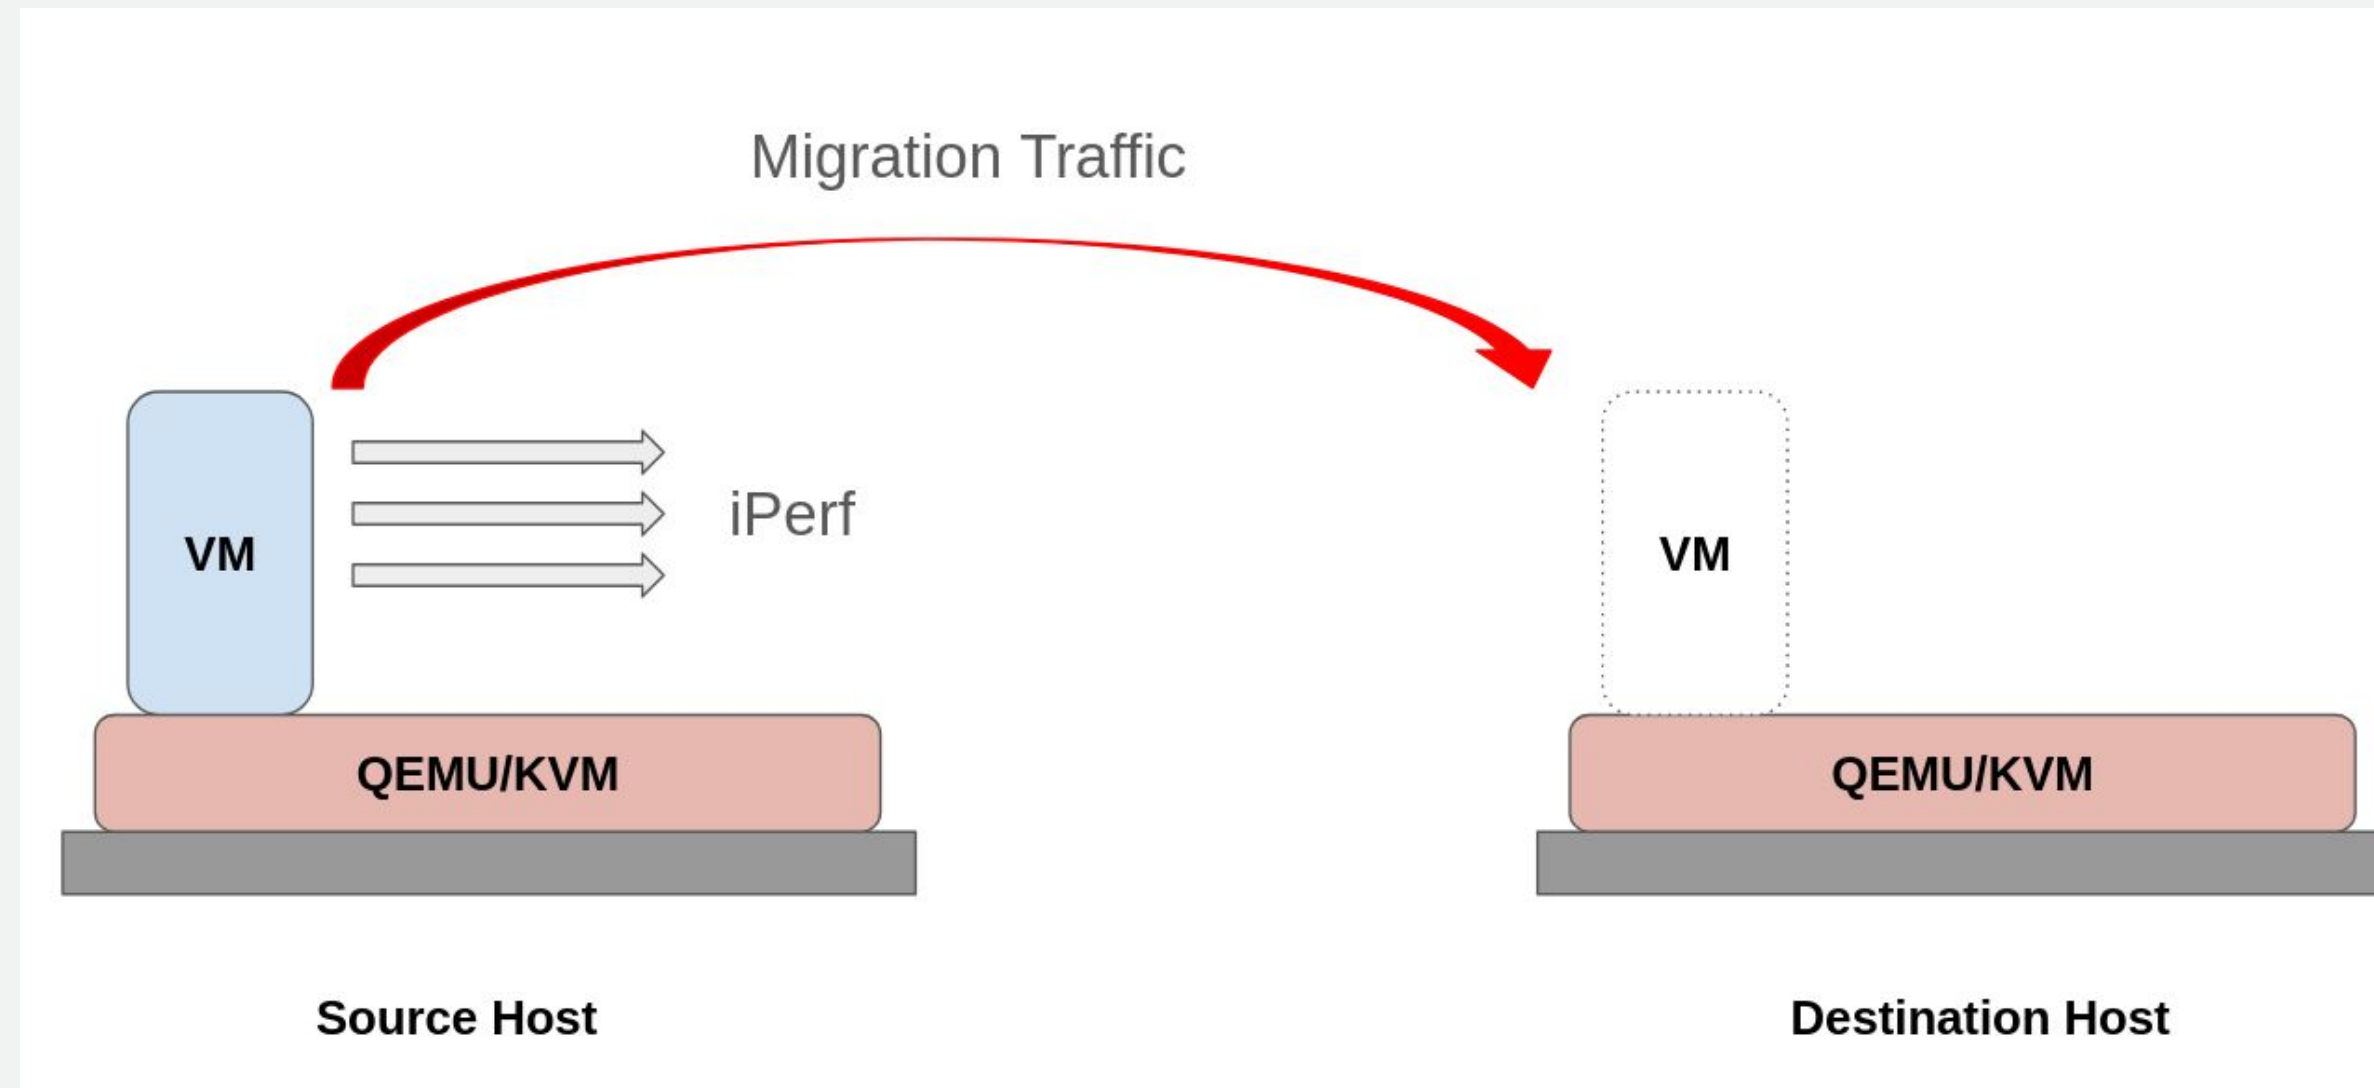 Migration Traffic
iPerf
VM
VM
QEMU/KVM
QEMU/KVM
Source Host
Destination Host